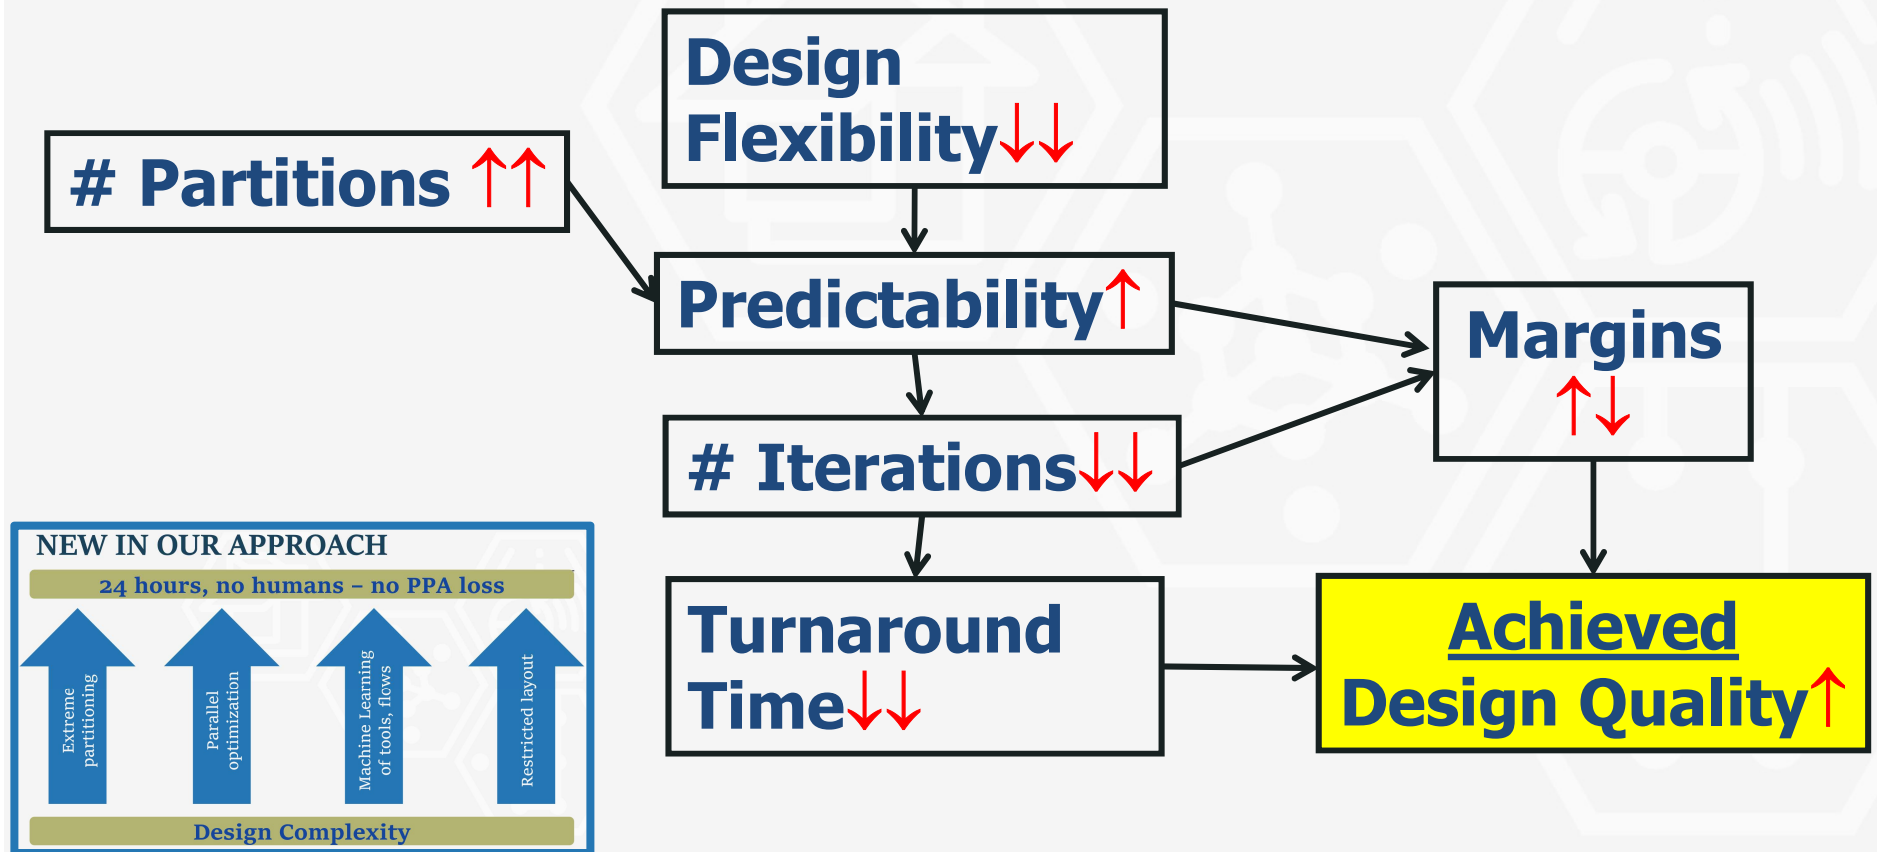 Design
Flexibility↓↓
# Partitions ↑↑
Predictability↑
Margins
↑↓
# Iterations↓↓
Turnaround
Time↓↓
Achieved
Design Quality↑
NEW IN OUR APPROACH
24 hours, no humans – no PPA loss
Extreme
partitioning
Parallel
optimization
Machine Learning
of tools, flows
Restricted layout
Design Complexity